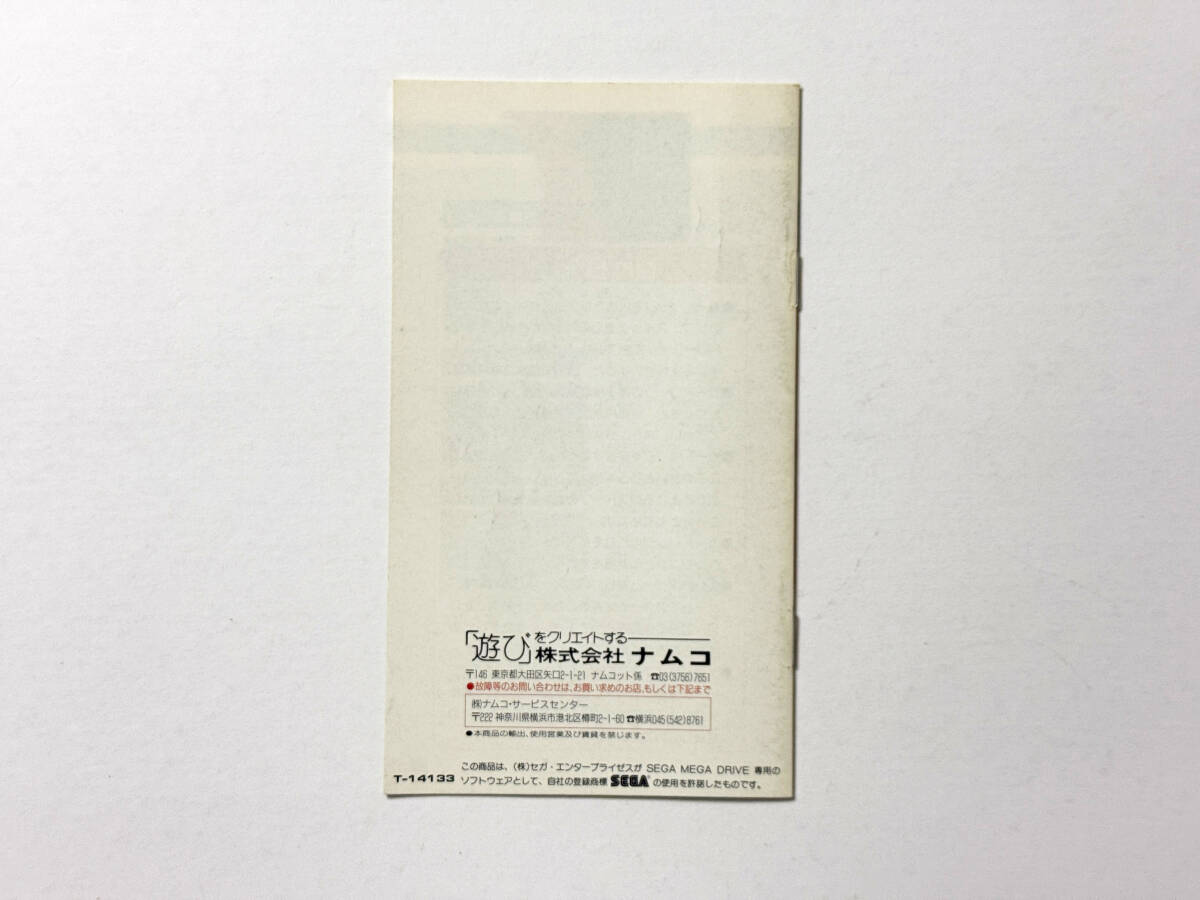 「遊び」をクリエイトする
株式会社ナムコ
〒146 東京都大田区矢口2-1-21 ナムコット係 ☎03(3756)7651
●故障等のお問い合わせは、お買い求めのお店、もしくは下記まで
㈱ナムコ・サービスセンター
〒222 神奈川県横浜市港北区樽町2-1-60 ☎横浜045(542)8761
●本商品の輸出、使用営業及び賃貸を禁じます。
この商品は、(株)セガ・エンタープライゼスが SEGA MEGA DRIVE 専用の
T-14133 ソフトウェアとして、自社の登録商標 SEGA® の使用を許諾したものです。